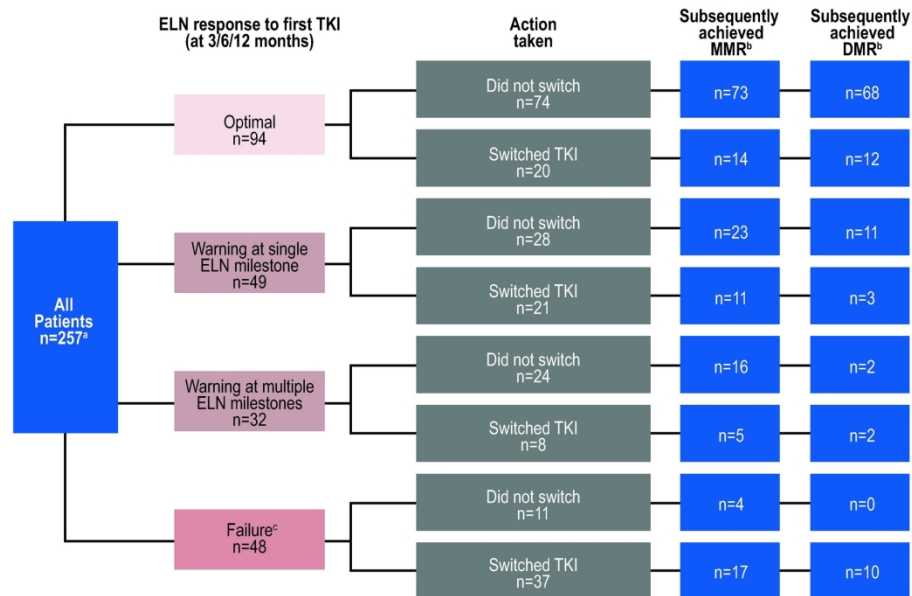 ELN response to first TKI
(at 3/6/12 months)
Action
taken
Subsequently
achieved
MMRᵇ
Subsequently
achieved
DMRᵇ
All
Patients
n=257ᵃ
Optimal
n=94
Did not switch
n=74
n=73
n=68
Switched TKI
n=20
n=14
n=12
Warning at single
ELN milestone
n=49
Did not switch
n=28
n=23
n=11
Switched TKI
n=21
n=11
n=3
Warning at multiple
ELN milestones
n=32
Did not switch
n=24
n=16
n=2
Switched TKI
n=8
n=5
n=2
Failureᶜ
n=48
Did not switch
n=11
n=4
n=0
Switched TKI
n=37
n=17
n=10